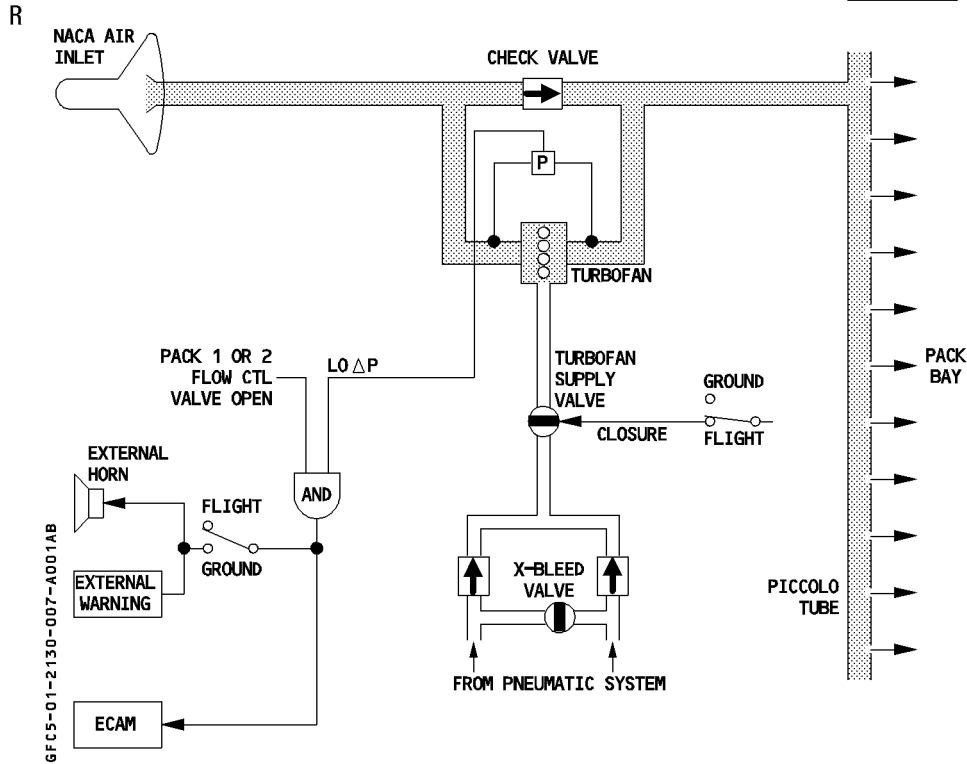 R
NACA AIR
INLET
CHECK VALVE
P
TURBOFAN
PACK 1 OR 2
FLOW CTL
VALVE OPEN
LO △P
TURBOFAN
SUPPLY
VALVE
GROUND
CLOSURE
FLIGHT
PACK
BAY
EXTERNAL
HORN
AND
FLIGHT
GROUND
EXTERNAL
WARNING
X-BLEED
VALVE
PICCOLO
TUBE
FROM PNEUMATIC SYSTEM
ECAM
GFC5-01-2130-007-A001AB